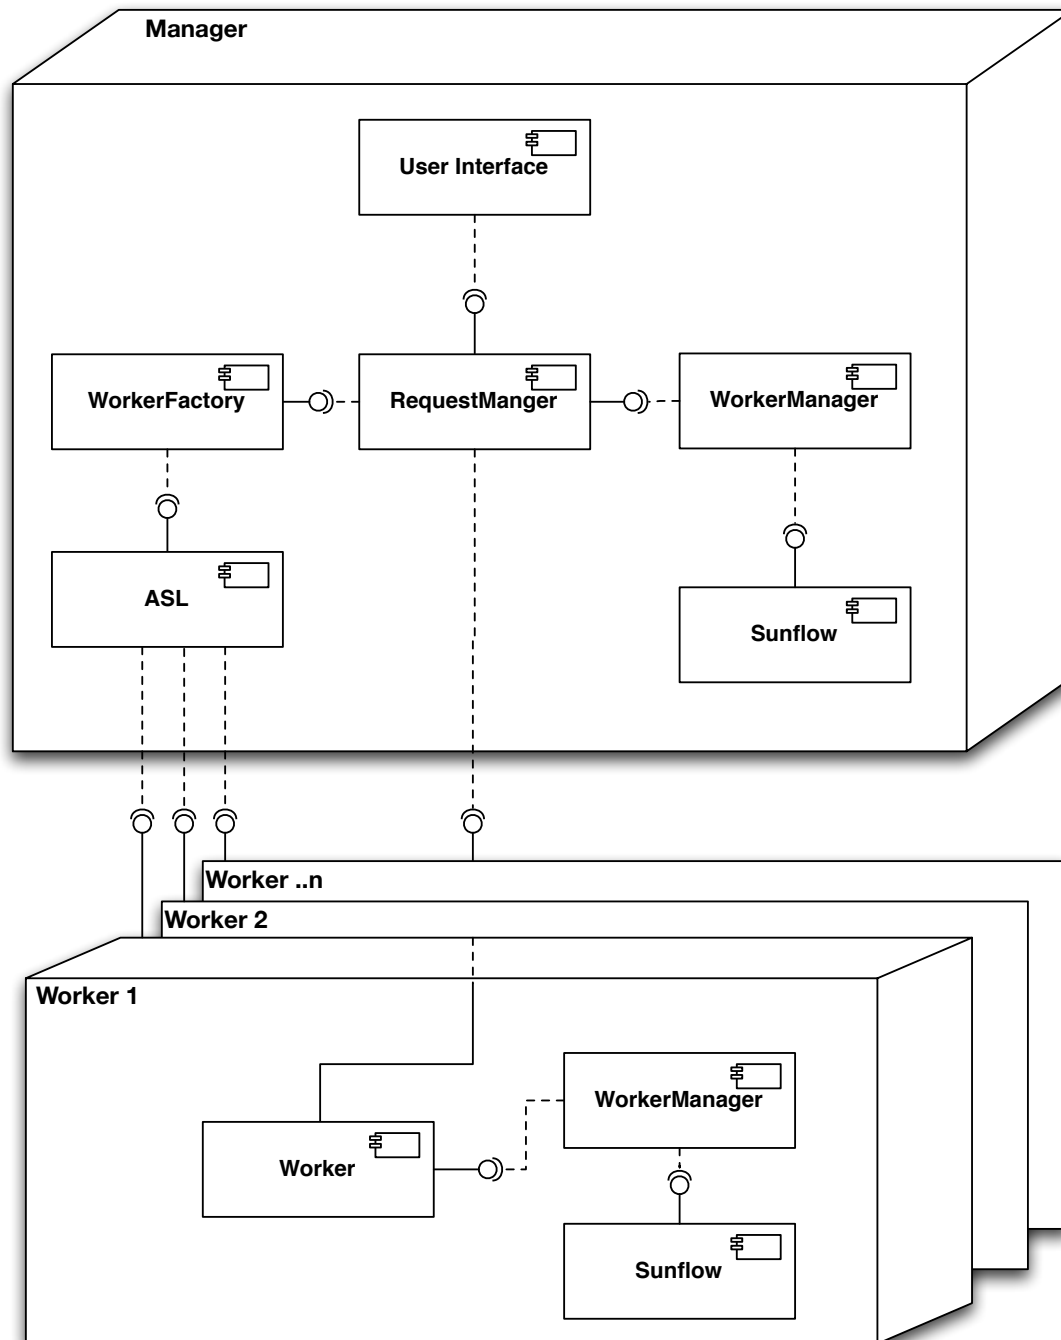 Manager
User Interface
WorkerFactory
RequestManger
WorkerManager
ASL
Sunflow
Worker ..n
Worker 2
Worker 1
WorkerManager
Worker
Sunflow